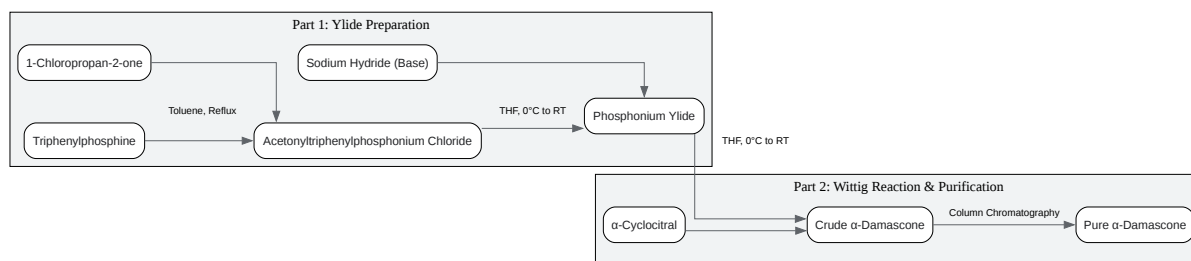 Part 1: Ylide Preparation
1-Chloropropan-2-one
Sodium Hydride (Base)
Toluene, Reflux
THF, 0°C to RT
Phosphonium Ylide
Triphenylphosphine
Acetonyltriphenylphosphonium Chloride
THF, 0°C to RT
Part 2: Wittig Reaction & Purification
α-Cyclocitral
Crude α-Damascone
Column Chromatography
Pure α-Damascone